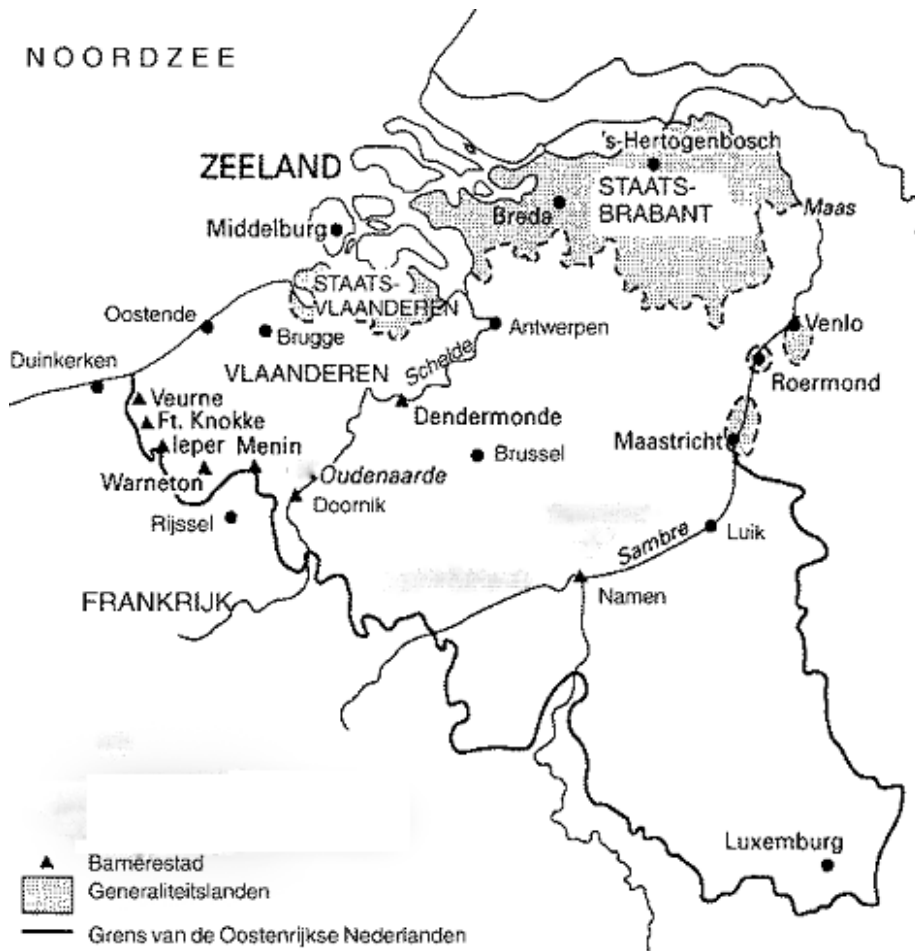 NOORDZEE
's-Hertogenbosch
ZEELAND
STAATS-
BRABANT
Breda
Maas
Middelburg
STAATS-
VLAANDEREN
Oostende
Brugge
Antwerpen
Venlo
Duinkerken
VLAANDEREN
Schelde
Roermond
Veurne
Ft. Knokke
Dendermonde
Ieper
Menin
Maastricht
Brussel
Warneton
Oudenaarde
Doornik
Rijssel
Sambre
Luik
FRANKRIJK
Namen
Luxemburg
Barrièrestad
Generaliteitslanden
Grens van de Oostenrijkse Nederlanden